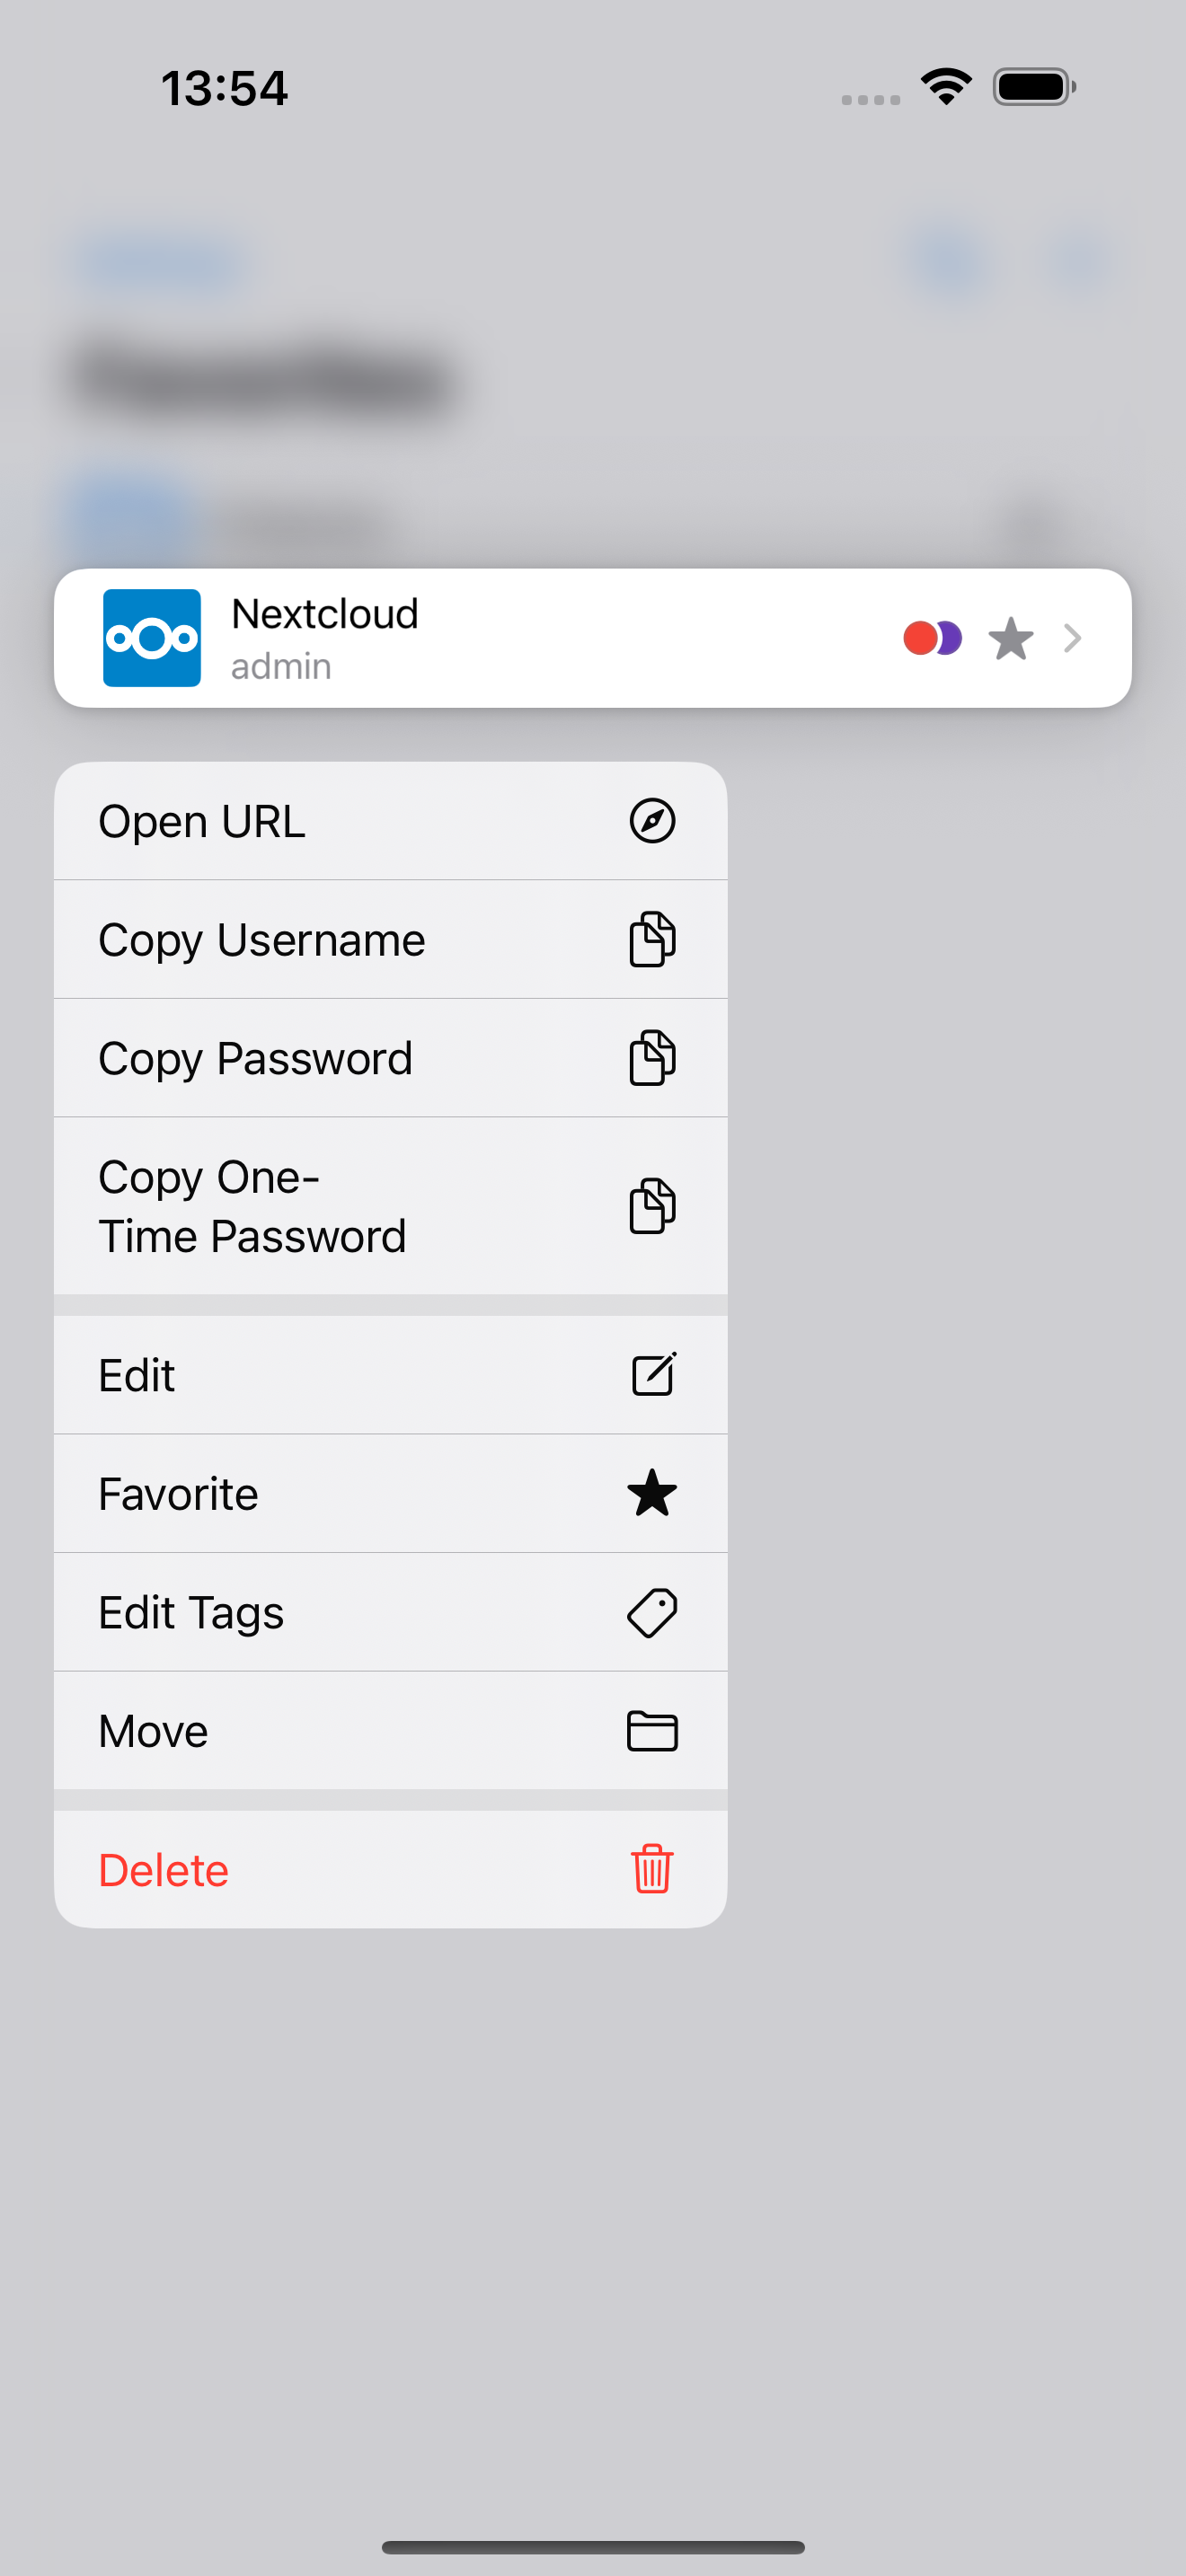 13:54
Nextcloud
admin
Open URL
Copy Username
Copy Password
Copy One-
Time Password
Edit
Favorite
Edit Tags
Move
Delete